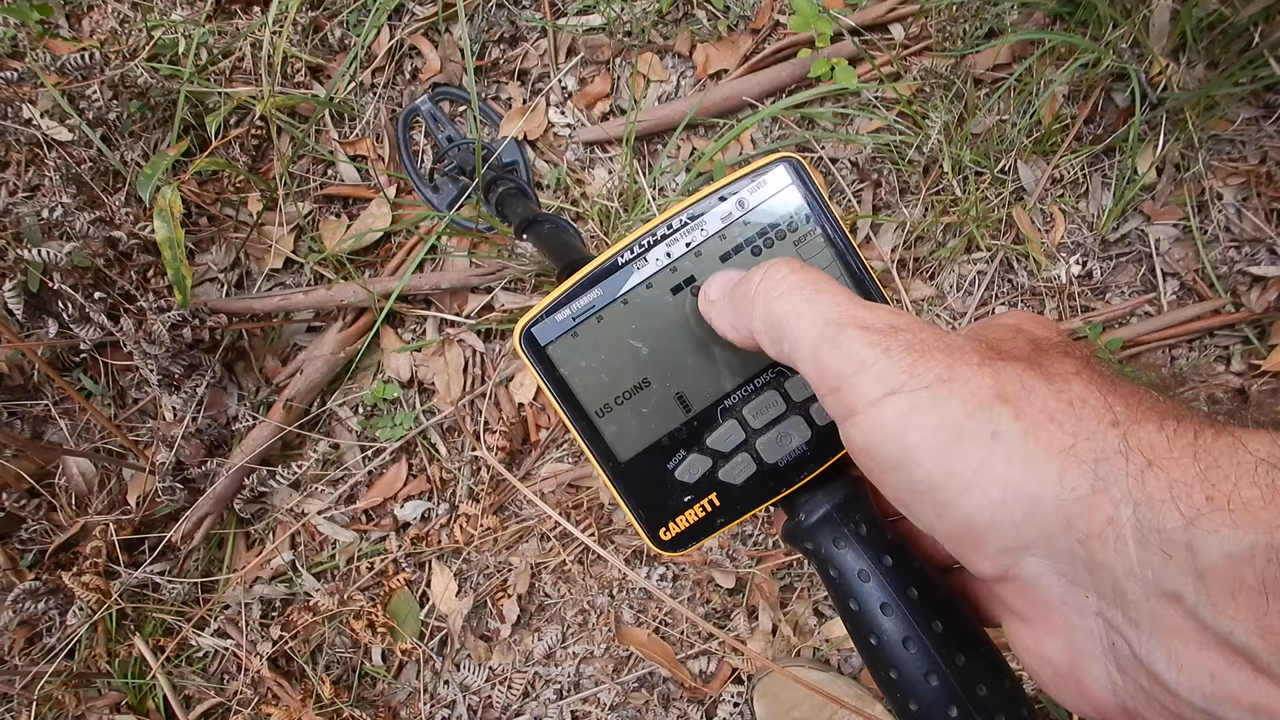 MULTI-FLEX
IRON (FERROUS) FOIL NON-FERROUS SILVER
10 20 30 40 50 60 70
DEPTH
US COINS
NOTCH DISC
MODE
MENU
OPERATE
GARRETT